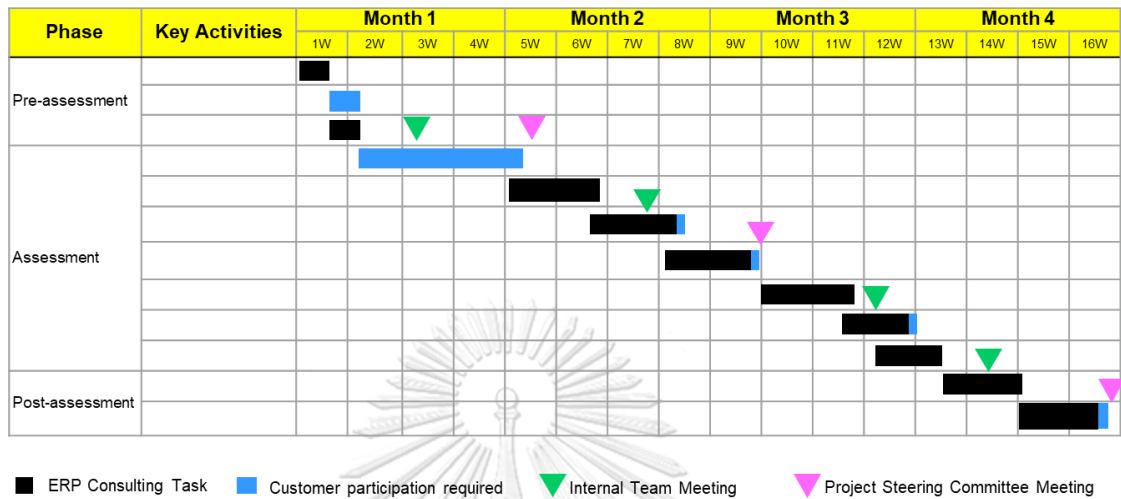 Phase Key Activities Month 1 Month 2 Month 3 Month 4
1W 2W 3W 4W 5W 6W 7W 8W 9W 10W 11W 12W 13W 14W 15W 16W
Pre-assessment
Assessment
Post-assessment
ERP Consulting Task Customer participation required Internal Team Meeting Project Steering Committee Meeting